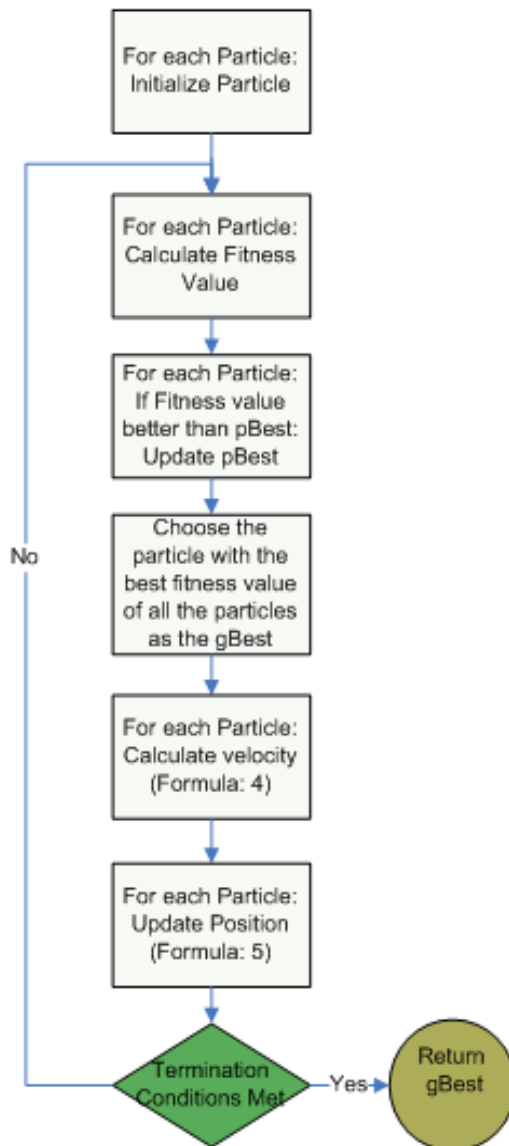 For each Particle:
Initialize Particle
For each Particle:
Calculate Fitness
Value
For each Particle:
If Fitness value
better than pBest:
Update pBest
Choose the
particle with the
best fitness value
of all the particles
as the gBest
No
For each Particle:
Calculate velocity
(Formula: 4)
For each Particle:
Update Position
(Formula: 5)
Termination
Conditions Met
Yes
Return
gBest